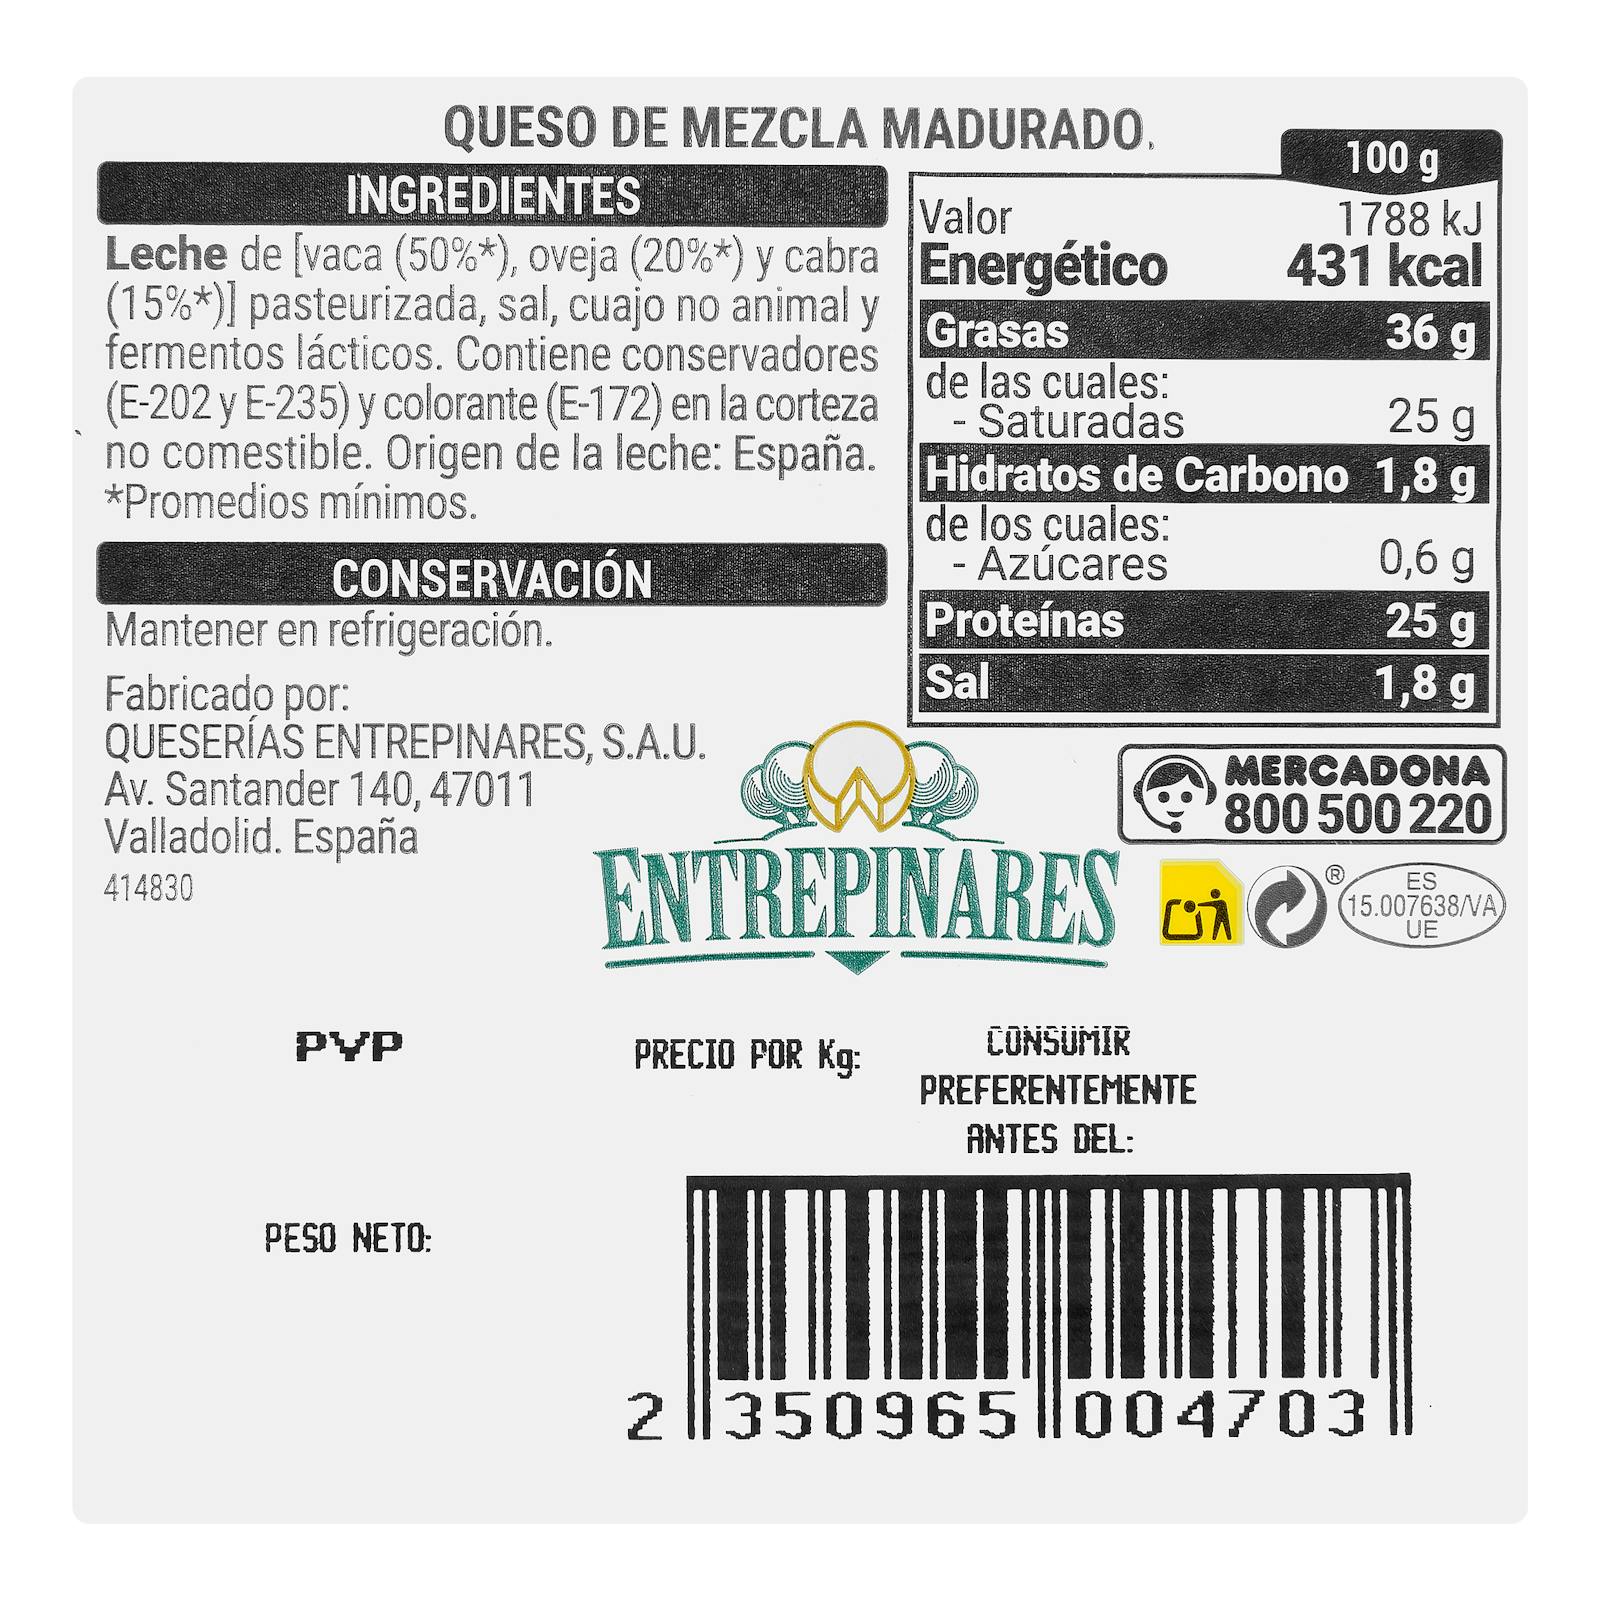 QUESO DE MEZCLA MADURADO.
INGREDIENTES
Leche de [vaca (50%*), oveja (20%*) y cabra
(15%*)] pasteurizada, sal, cuajo no animal y
fermentos lácticos. Contiene conservadores
(E-202 y E-235) y colorante (E-172) en la corteza
no comestible. Origen de la leche: España.
*Promedios mínimos.
CONSERVACIÓN
Mantener en refrigeración.
Fabricado por:
QUESERÍAS ENTREPINARES, S.A.U.
Av. Santander 140, 47011
Valladolid. España
414830
100 g
Valor 1788 kJ
Energético 431 kcal
Grasas 36 g
de las cuales:
- Saturadas 25 g
Hidratos de Carbono 1,8 g
de los cuales:
- Azúcares 0,6 g
Proteínas 25 g
Sal 1,8 g
MERCADONA
800 500 220
ENTREPINARES
®
ES
15.007638/VA
UE
PVP
PRECIO POR Kg:
CONSUMIR
PREFERENTEMENTE
ANTES DEL:
PESO NETO:
2 350965 004703